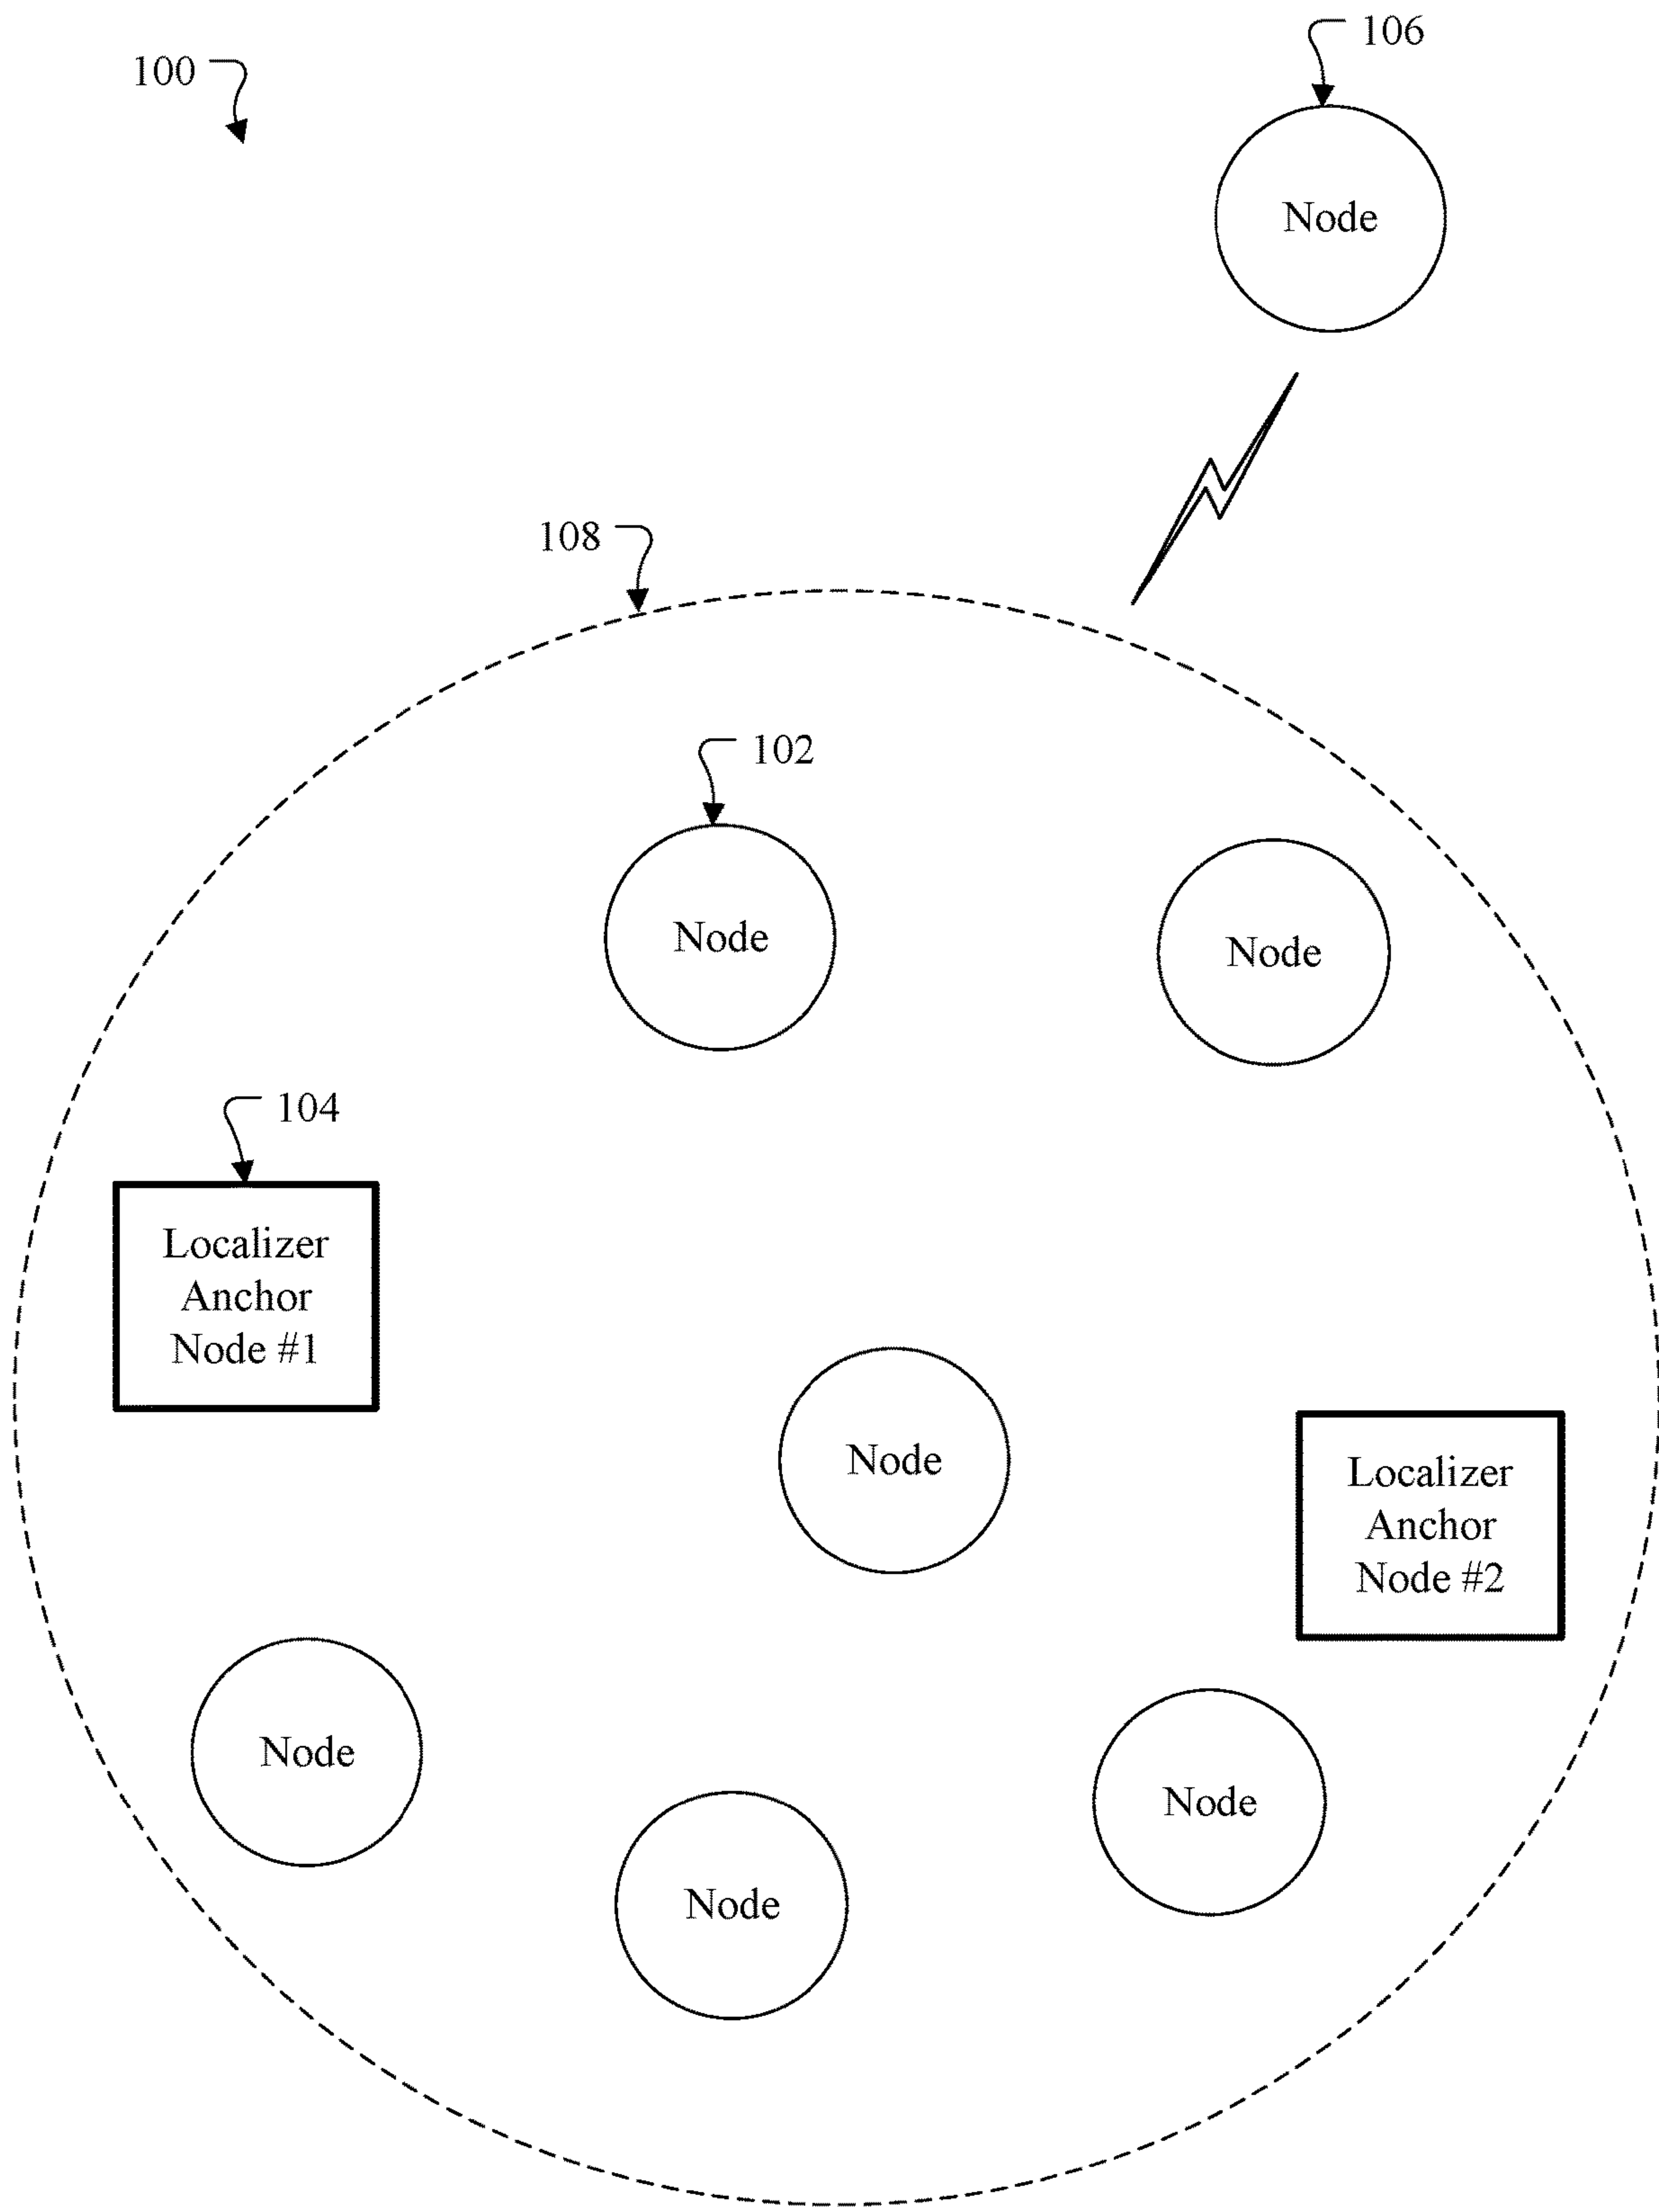 106
100
Node
108
102
Node
Node
104
Localizer
Anchor
Node #1
Node
Localizer
Anchor
Node #2
Node
Node
Node